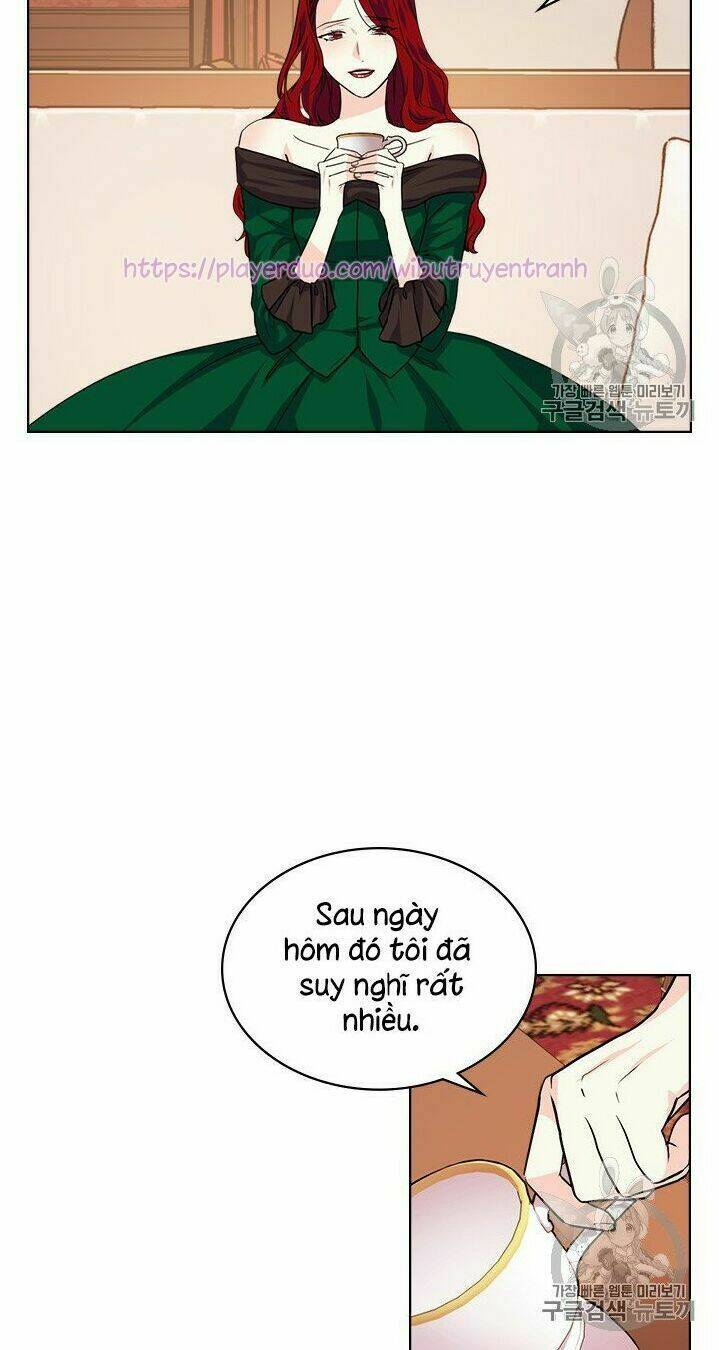 https://playerduo.com/wibutruyentranh
가장 빠른 웹툰 미리보기
구글검색 뉴토끼
Sau ngày
hôm đó tôi đã
suy nghĩ rất
nhiều.
가장 빠른 웹툰 미리보기
구글검색 뉴토끼